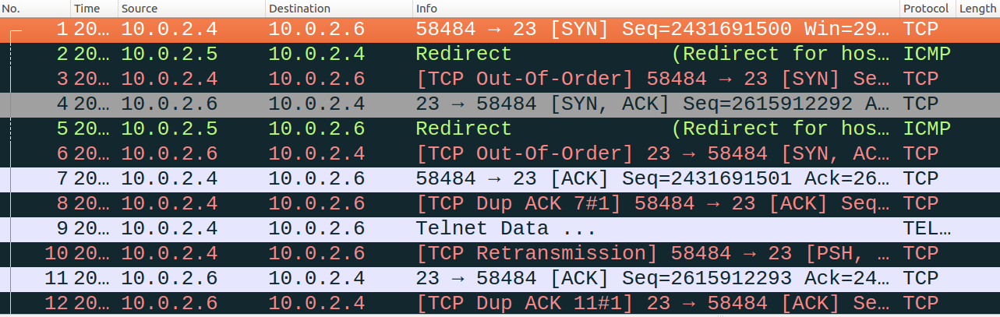 No. Time Source Destination Info Protocol Length
1 20… 10.0.2.4 10.0.2.6 58484 → 23 [SYN] Seq=2431691500 Win=29… TCP
2 20… 10.0.2.5 10.0.2.4 Redirect (Redirect for hos… ICMP
3 20… 10.0.2.4 10.0.2.6 [TCP Out-Of-Order] 58484 → 23 [SYN] Se… TCP
4 20… 10.0.2.6 10.0.2.4 23 → 58484 [SYN, ACK] Seq=2615912292 A… TCP
5 20… 10.0.2.5 10.0.2.6 Redirect (Redirect for hos… ICMP
6 20… 10.0.2.6 10.0.2.4 [TCP Out-Of-Order] 23 → 58484 [SYN, AC… TCP
7 20… 10.0.2.4 10.0.2.6 58484 → 23 [ACK] Seq=2431691501 Ack=26… TCP
8 20… 10.0.2.4 10.0.2.6 [TCP Dup ACK 7#1] 58484 → 23 [ACK] Seq… TCP
9 20… 10.0.2.4 10.0.2.6 Telnet Data ... TEL…
10 20… 10.0.2.4 10.0.2.6 [TCP Retransmission] 58484 → 23 [PSH, … TCP
11 20… 10.0.2.6 10.0.2.4 23 → 58484 [ACK] Seq=2615912293 Ack=24… TCP
12 20… 10.0.2.6 10.0.2.4 [TCP Dup ACK 11#1] 23 → 58484 [ACK] Se… TCP